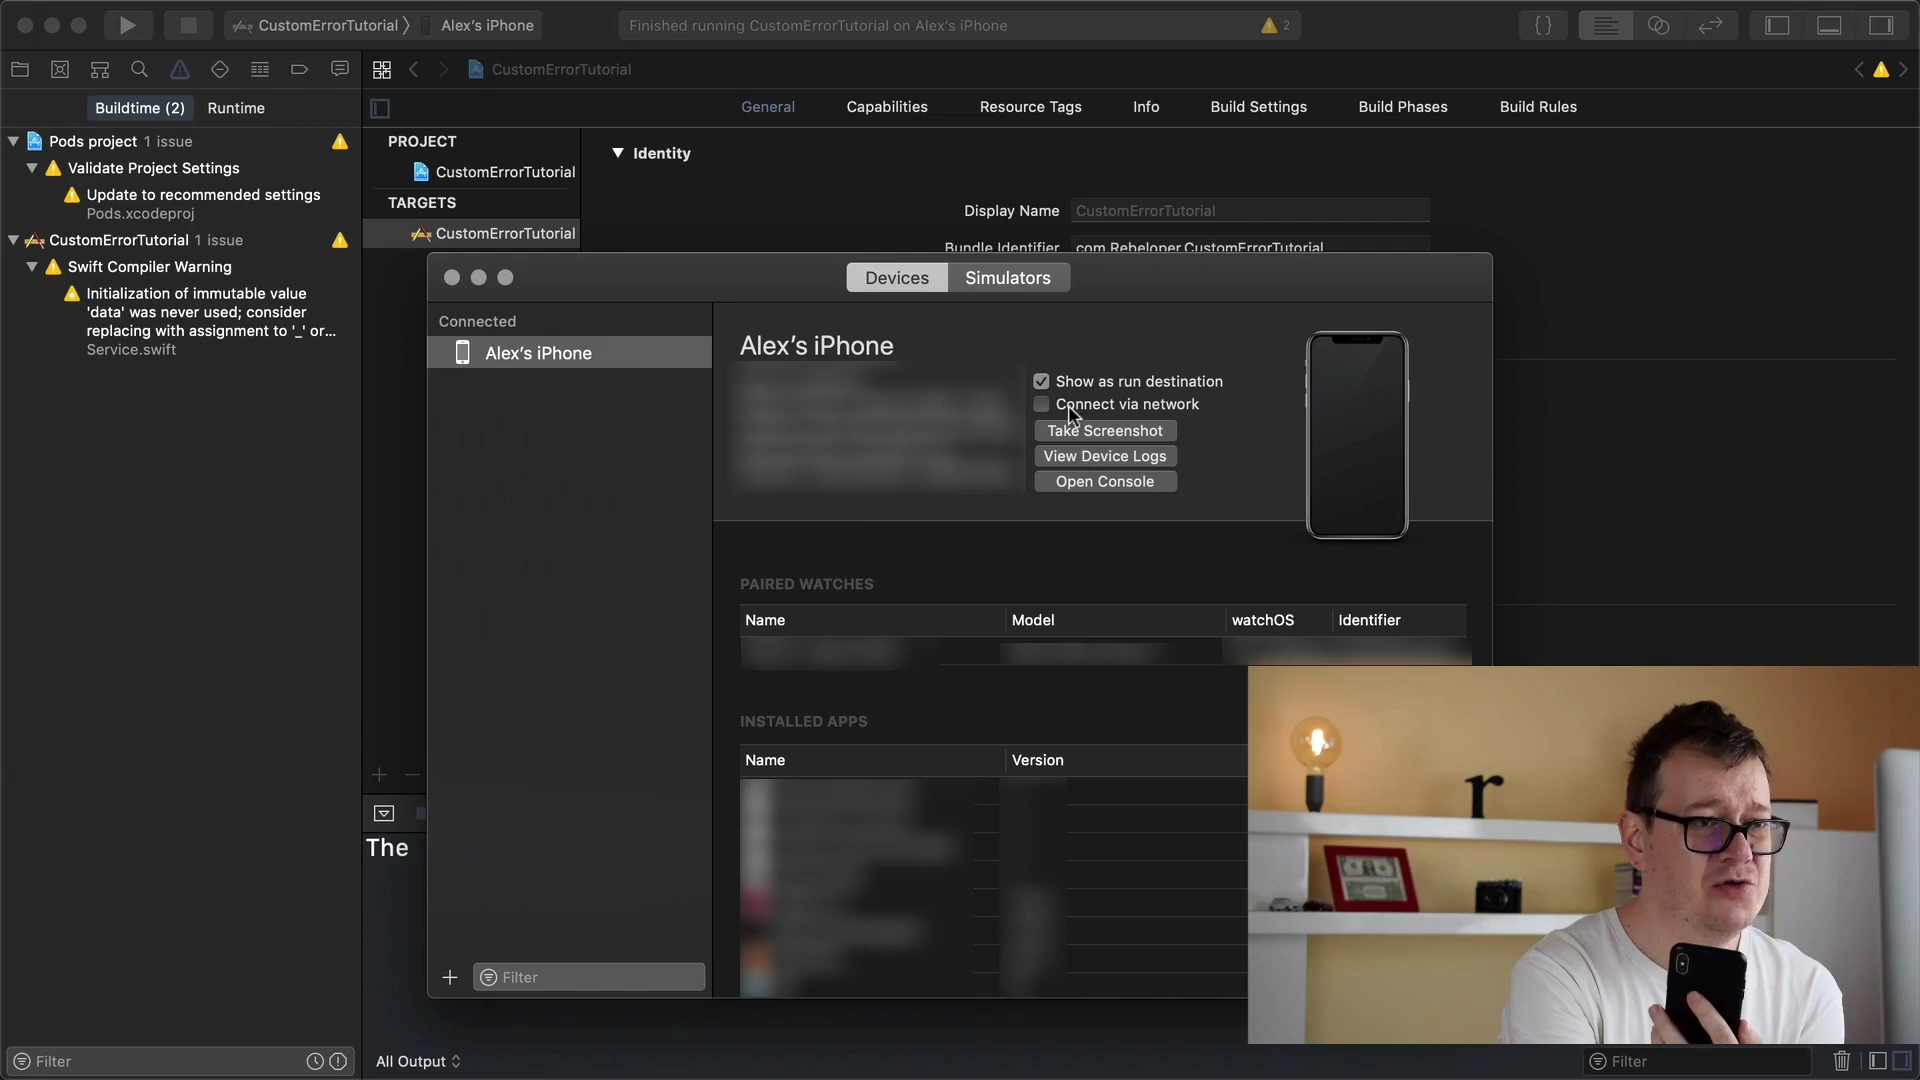 CustomErrorTutorial
Alex's iPhone
Finished running CustomErrorTutorial on Alex's iPhone
2
{ }
CustomErrorTutorial
Buildtime (2)
Runtime
General
Capabilities
Resource Tags
Info
Build Settings
Build Phases
Build Rules
Pods project 1 issue
Validate Project Settings
Update to recommended settings
Pods.xcodeproj
CustomErrorTutorial 1 issue
Swift Compiler Warning
Initialization of immutable value
'data' was never used; consider
replacing with assignment to '_' or...
Service.swift
PROJECT
CustomErrorTutorial
TARGETS
CustomErrorTutorial
Identity
Display Name
CustomErrorTutorial
Bundle Identifier
com.Rebeloper.CustomErrorTutorial
Devices
Simulators
Connected
Alex's iPhone
Alex's iPhone
Show as run destination
Connect via network
Take Screenshot
View Device Logs
Open Console
PAIRED WATCHES
Name
Model
watchOS
Identifier
INSTALLED APPS
Name
Version
The
Filter
r
Filter
All Output
Filter